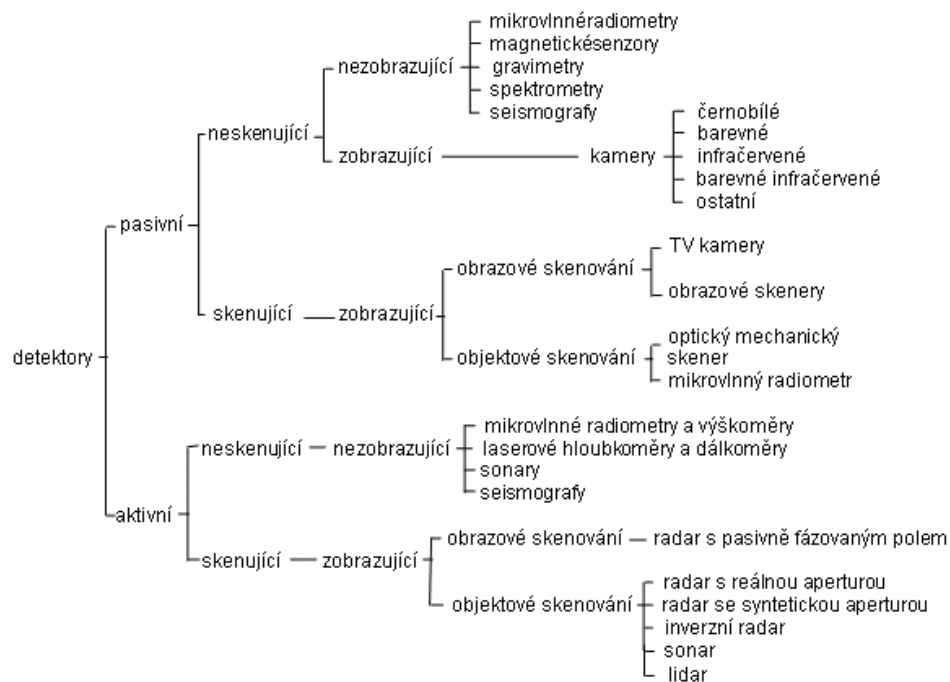 mikrovlnnéradiometry
magnetickésenzory
nezobrazující
gravimetry
spektrometry
seismografy
neskenující
černobílé
barevné
zobrazující
kamery
infračervené
barevné infračervené
ostatní
pasivní
TV kamery
obrazové skenování
obrazové skenery
skenující
zobrazující
optický mechanický
objektové skenování
skener
mikrovlnný radiometr
detektory
mikrovlnné radiometry a výškoměry
neskenující
nezobrazující
laserové hloubkoměry a dálkoměry
sonary
seismografy
aktivní
obrazové skenování
radar s pasivně fázovaným polem
skenující
zobrazující
radar s reálnou aperturou
objektové skenování
radar se syntetickou aperturou
inverzní radar
sonar
lidar